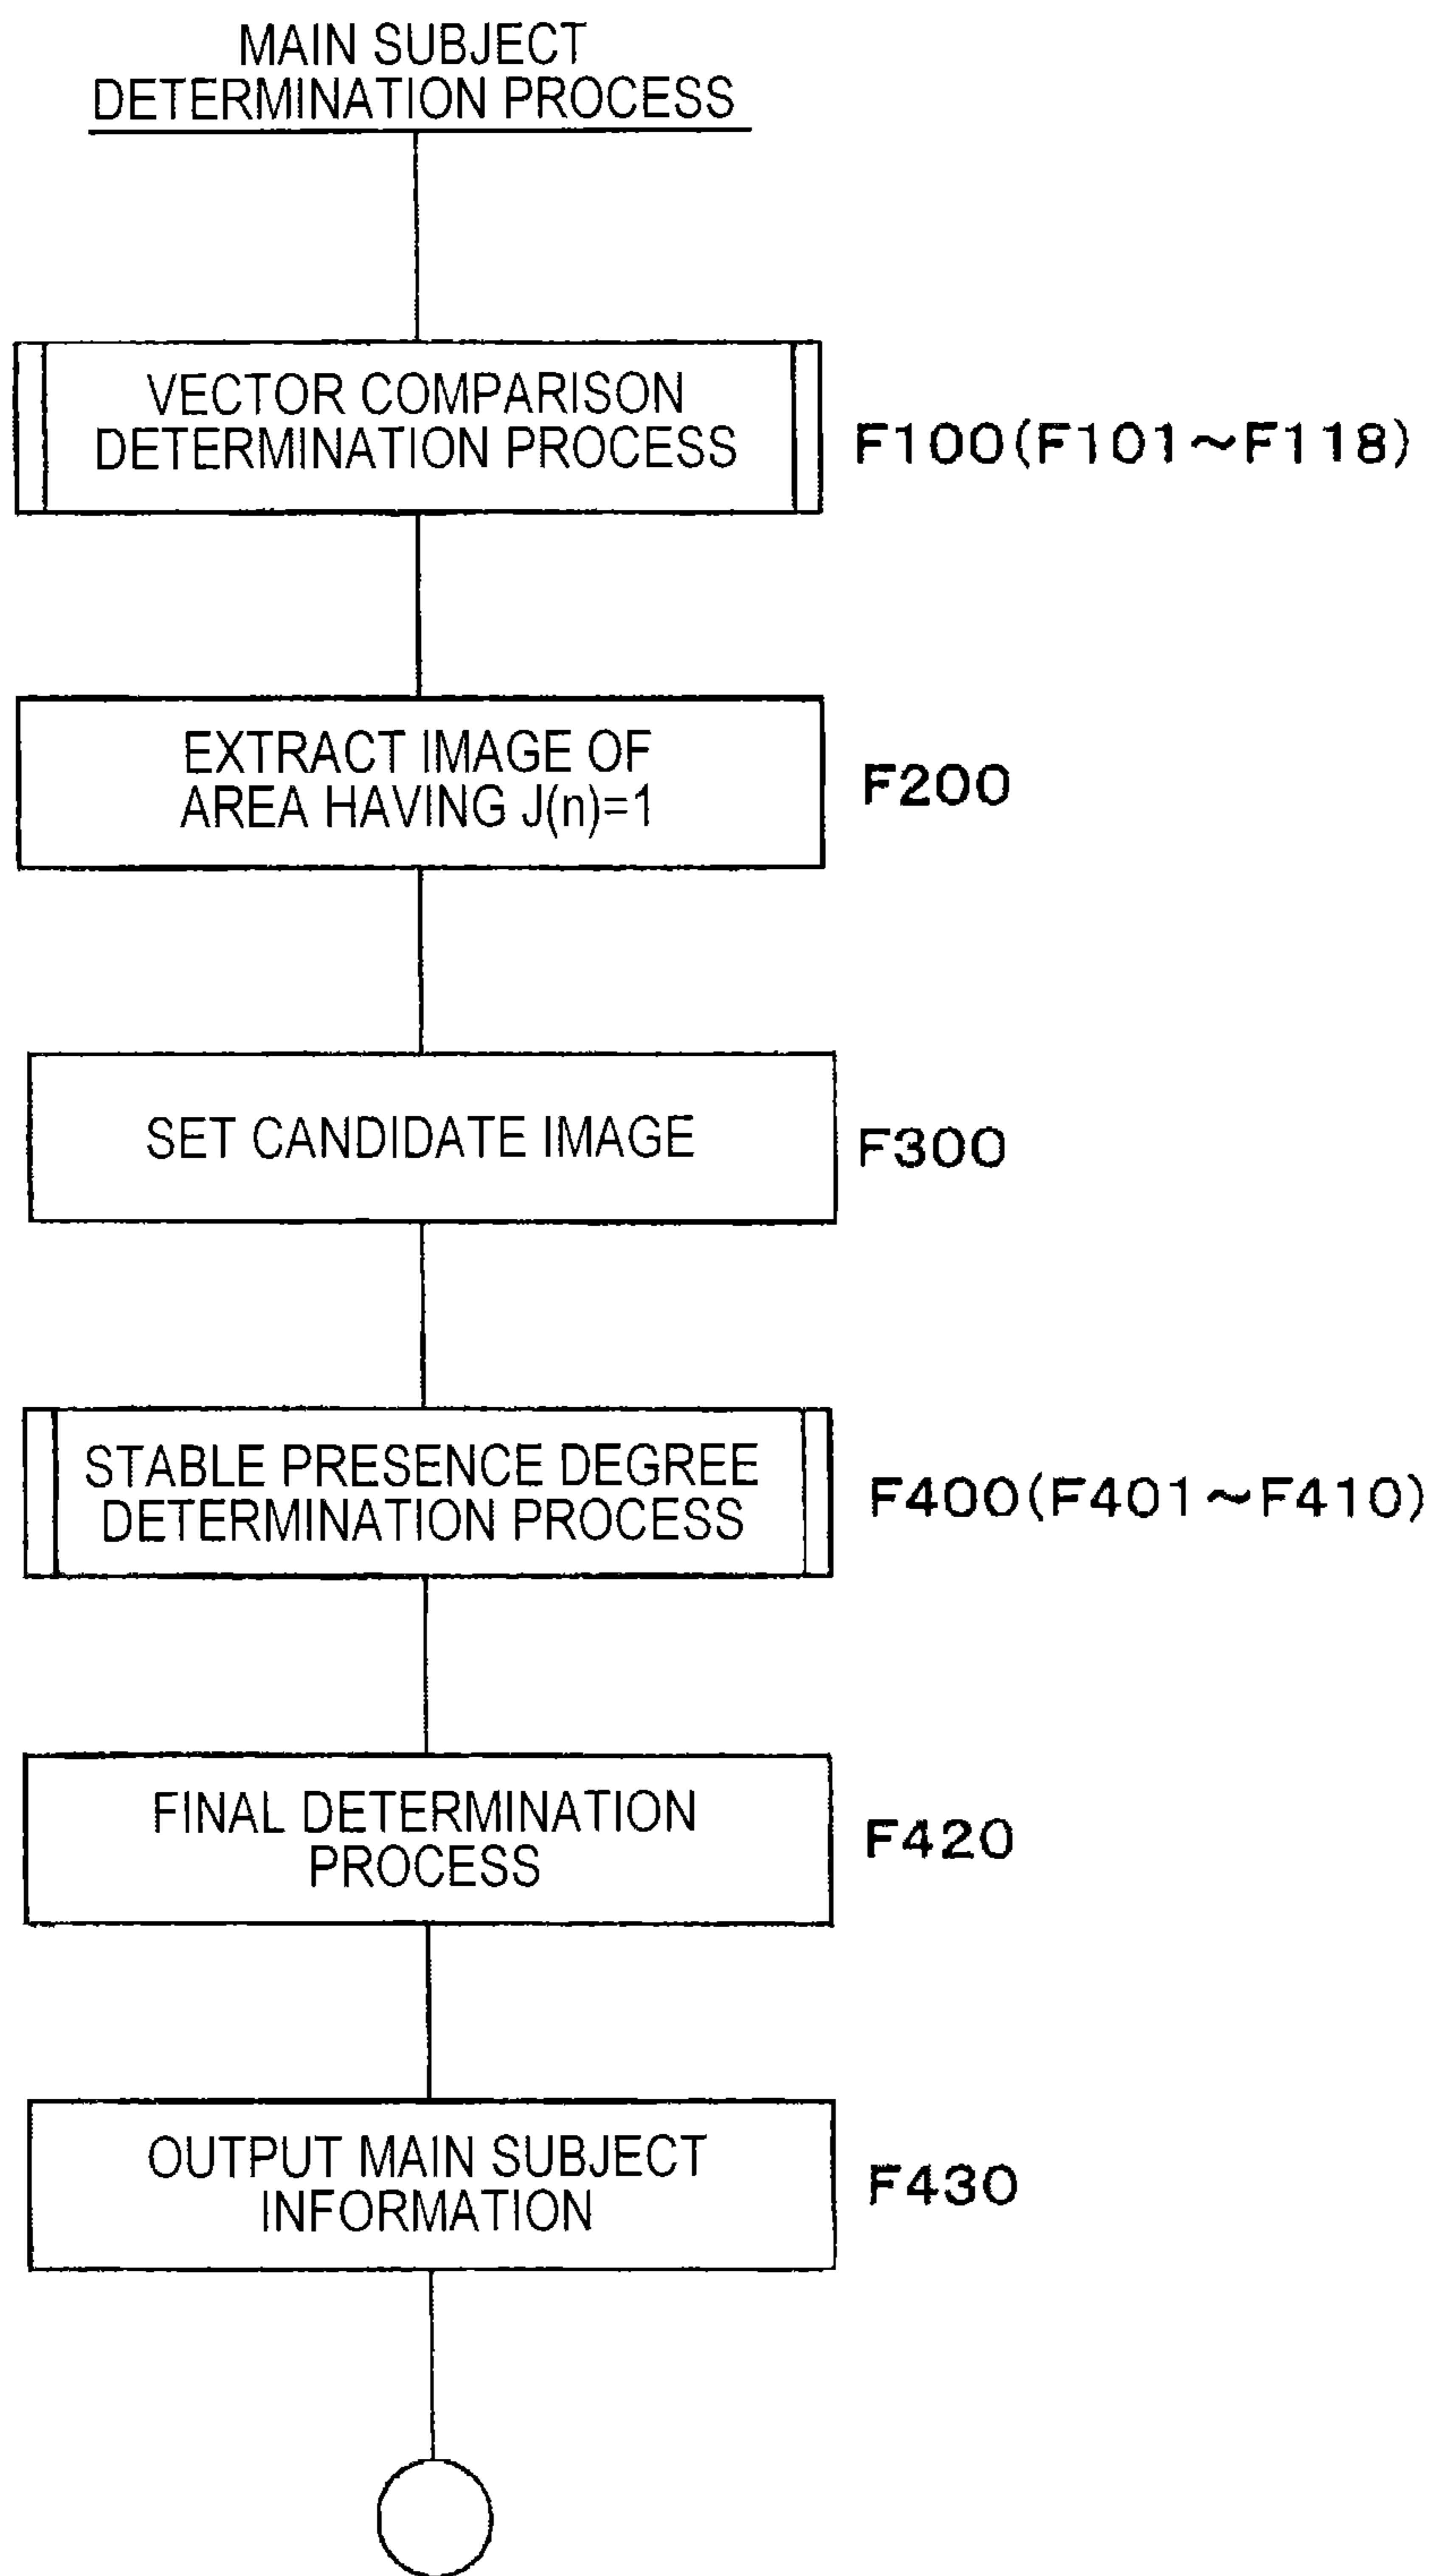 MAIN SUBJECT
DETERMINATION PROCESS
VECTOR COMPARISON
DETERMINATION PROCESS
F100(F101~F118)
EXTRACT IMAGE OF
AREA HAVING J(n)=1
F200
SET CANDIDATE IMAGE
F300
STABLE PRESENCE DEGREE
DETERMINATION PROCESS
F400(F401~F410)
FINAL DETERMINATION
PROCESS
F420
OUTPUT MAIN SUBJECT
INFORMATION
F430